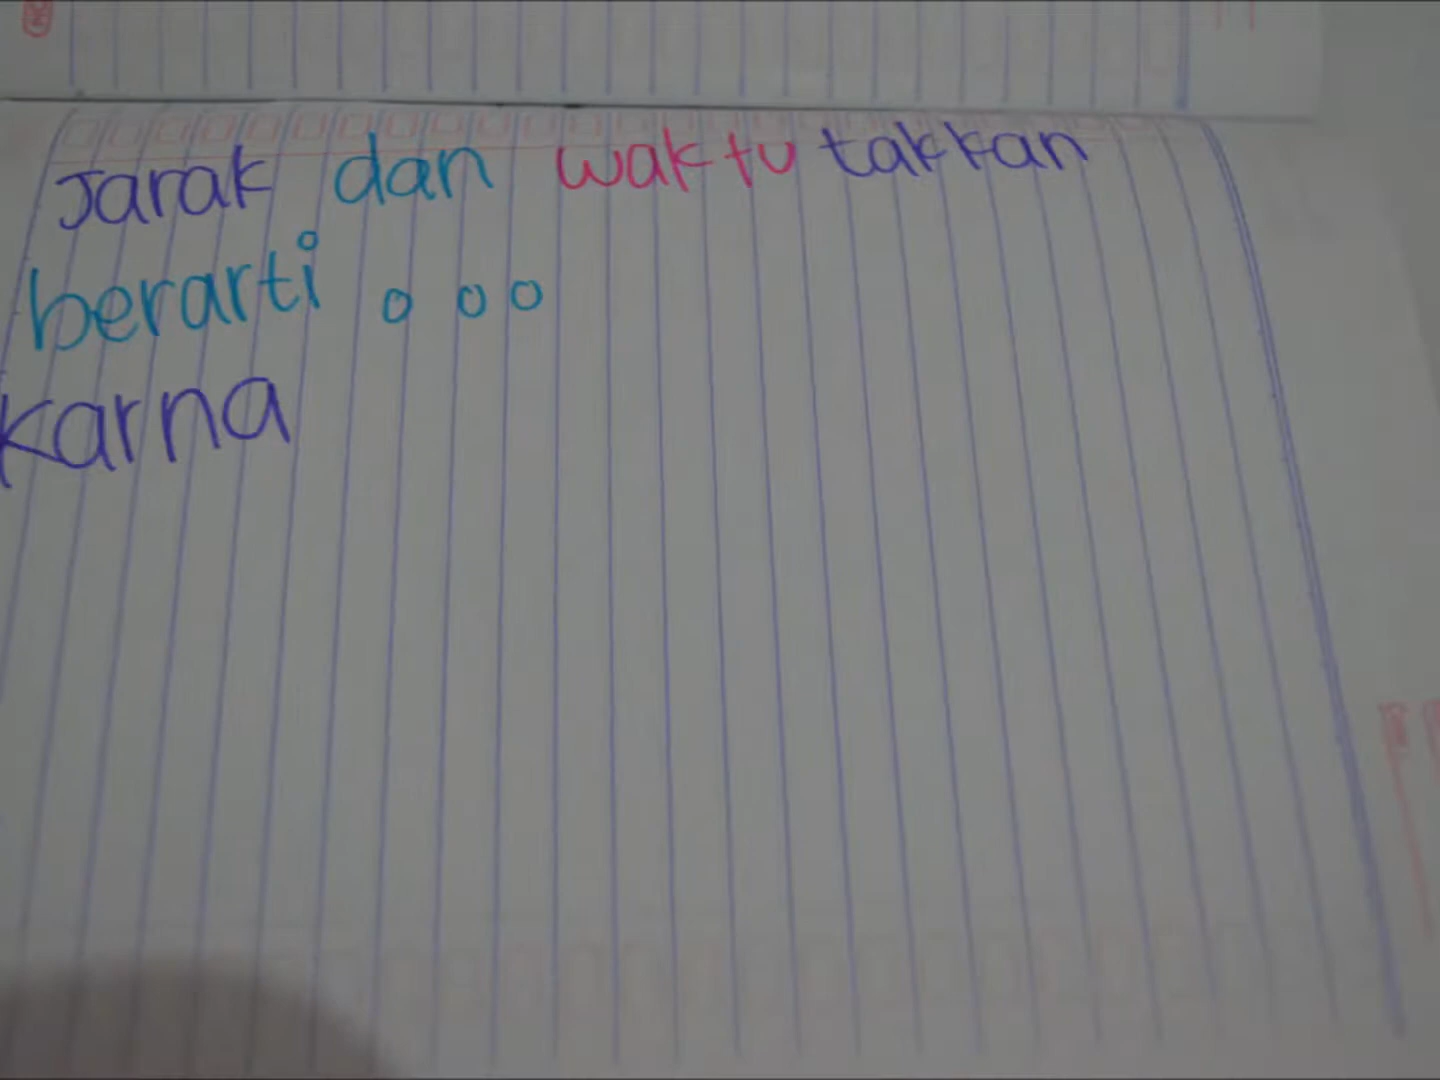 Jarak dan waktu takkan
berarti . . .
karna